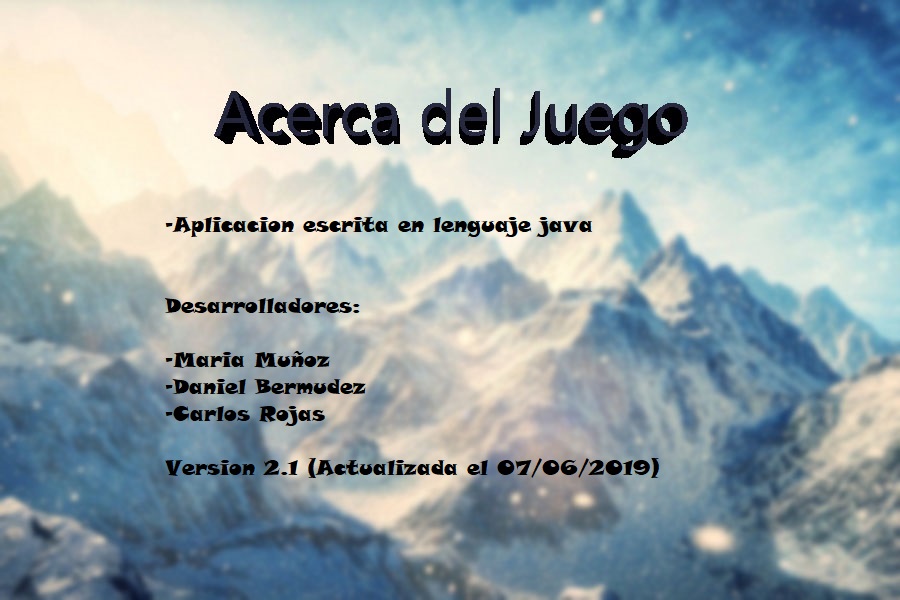 Acerca del Juego
-Aplicacion escrita en lenguaje java
Desarrolladores:
-Maria Muñoz
-Daniel Bermudez
-Carlos Rojas
Version 2.1 (Actualizada el 07/06/2019)